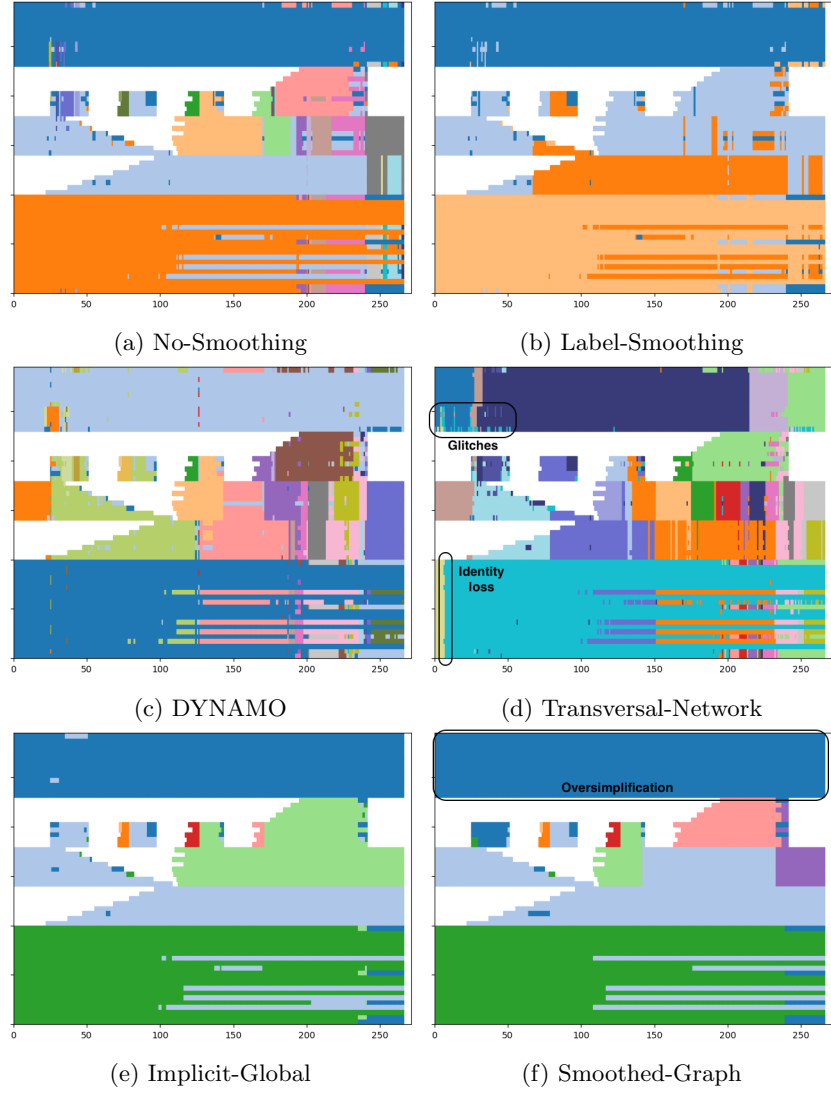 0 50 100 150 200 250 0 50 100 150 200 250
(a) No-Smoothing (b) Label-Smoothing
Glitches
Identity
loss
0 50 100 150 200 250 0 50 100 150 200 250
(c) DYNAMO (d) Transversal-Network
Oversimplification
0 50 100 150 200 250 0 50 100 150 200 250
(e) Implicit-Global (f) Smoothed-Graph